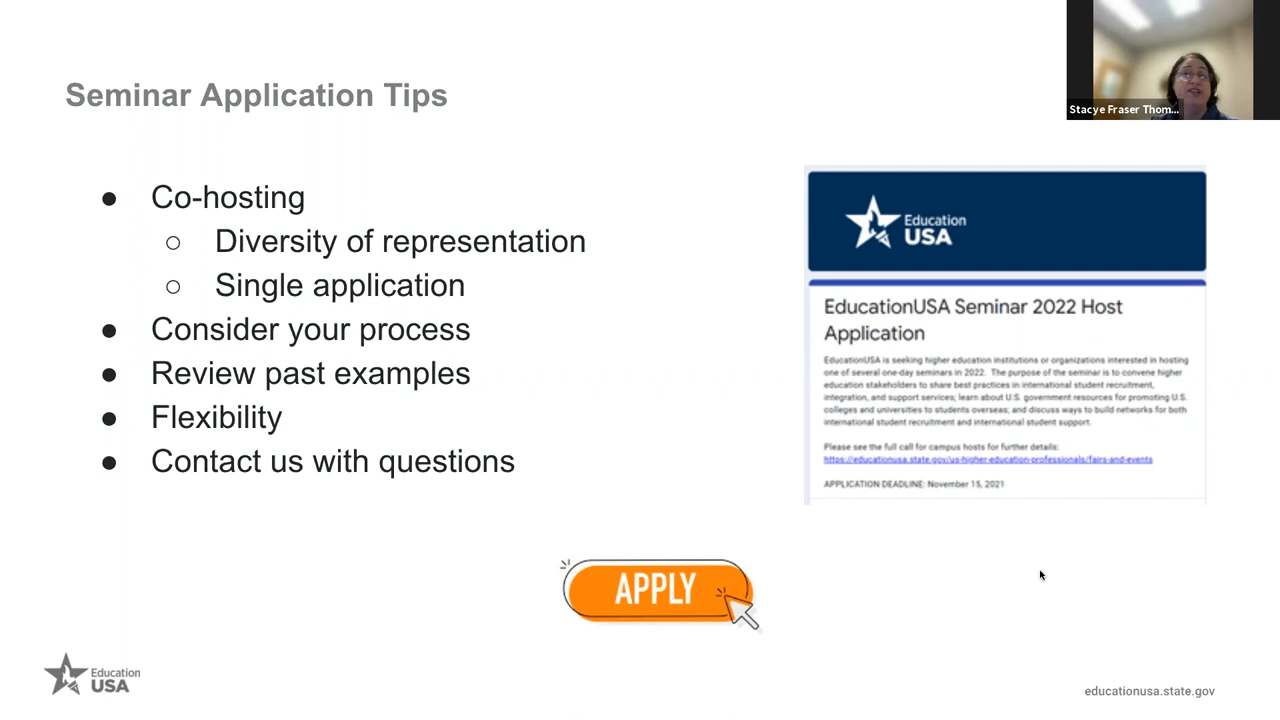 Stacye Fraser Thom...
Seminar Application Tips
● Co-hosting
○ Diversity of representation
○ Single application
● Consider your process
● Review past examples
● Flexibility
● Contact us with questions
Education
USA
EducationUSA Seminar 2022 Host
Application
EducationUSA is seeking higher education institutions or organizations interested in hosting
one of several one-day seminars in 2022. The purpose of the seminar is to convene higher
education stakeholders to share best practices in international student recruitment,
integration, and support services; learn about U.S. government resources for promoting U.S.
colleges and universities to students overseas; and discuss ways to build networks for both
international student recruitment and international student support.
Please see the full call for campus hosts for further details:
https://educationusa.state.gov/us-higher-education-professionals/fairs-and-events
APPLICATION DEADLINE: November 15, 2021
APPLY
Education
USA
educationusa.state.gov